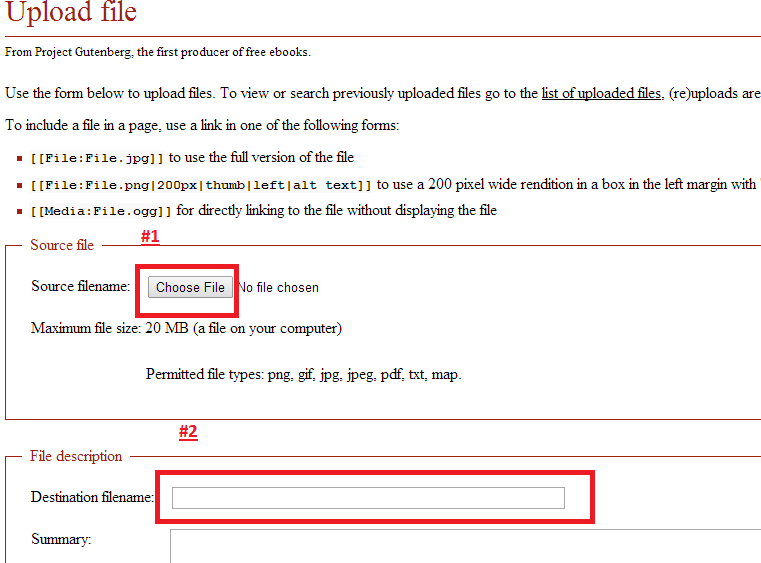 Upload file
From Project Gutenberg, the first producer of free ebooks.
Use the form below to upload files. To view or search previously uploaded files go to the list of uploaded files, (re)uploads are
To include a file in a page, use a link in one of the following forms:
[[File:File.jpg]] to use the full version of the file
[[File:File.png|200px|thumb|left|alt text]] to use a 200 pixel wide rendition in a box in the left margin with '
[[Media:File.ogg]] for directly linking to the file without displaying the file
#1
Source file
Source filename: Choose File No file chosen
Maximum file size: 20 MB (a file on your computer)
Permitted file types: png, gif, jpg, jpeg, pdf, txt, map.
#2
File description
Destination filename:
Summary: